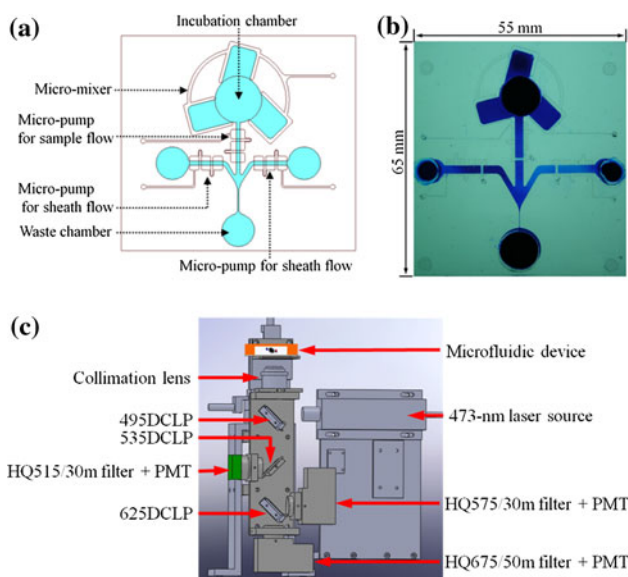 (a)
Incubation chamber
Micro-mixer
Micro-pump
for sample flow
Micro-pump
for sheath flow
Waste chamber
Micro-pump for sheath flow
(b)
55 mm
65 mm
(c)
Microfluidic device
Collimation lens
495DCLP
473-nm laser source
535DCLP
HQ515/30m filter + PMT
625DCLP
HQ575/30m filter + PMT
HQ675/50m filter + PMT